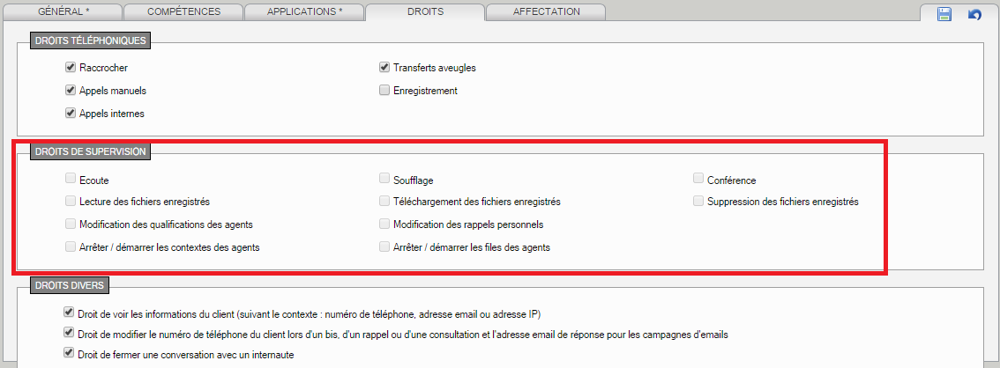 GÉNÉRAL * COMPÉTENCES APPLICATIONS * DROITS AFFECTATION
DROITS TÉLÉPHONIQUES
Raccrocher Transferts aveugles
Appels manuels Enregistrement
Appels internes
DROITS DE SUPERVISION
Ecoute Soufflage Conférence
Lecture des fichiers enregistrés Téléchargement des fichiers enregistrés Suppression des fichiers enregistrés
Modification des qualifications des agents Modification des rappels personnels
Arrêter / démarrer les contextes des agents Arrêter / démarrer les files des agents
DROITS DIVERS
Droit de voir les informations du client (suivant le contexte : numéro de téléphone, adresse email ou adresse IP)
Droit de modifier le numéro de téléphone du client lors d'un bis, d'un rappel ou d'une consultation et l'adresse email de réponse pour les campagnes d'emails
Droit de fermer une conversation avec un internaute